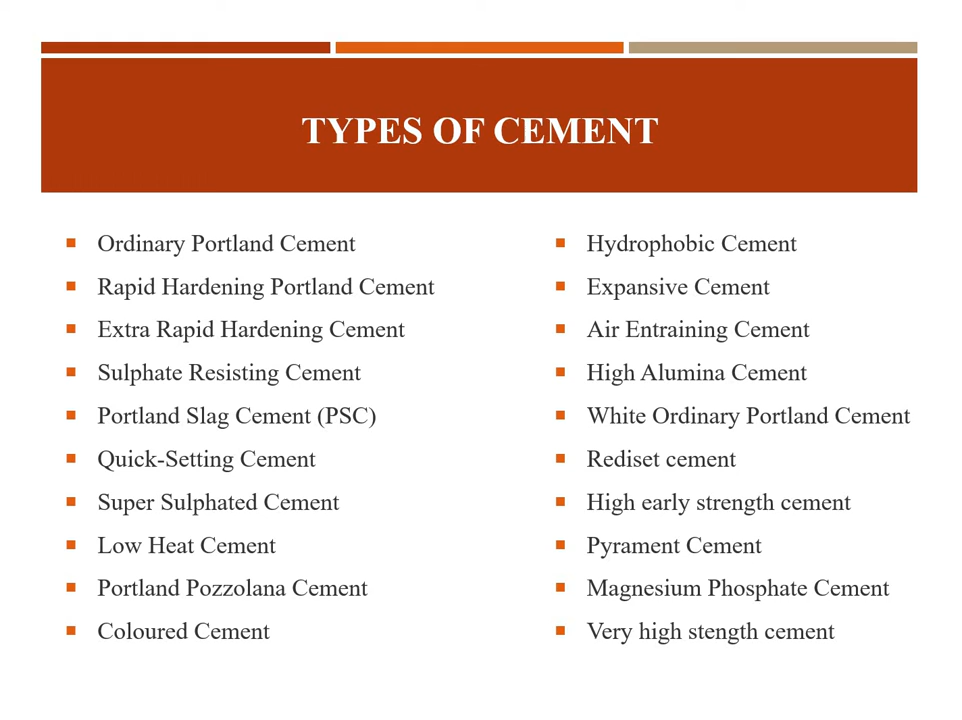 TYPES OF CEMENT
Ordinary Portland Cement
Rapid Hardening Portland Cement
Extra Rapid Hardening Cement
Sulphate Resisting Cement
Portland Slag Cement (PSC)
Quick-Setting Cement
Super Sulphated Cement
Low Heat Cement
Portland Pozzolana Cement
Coloured Cement
Hydrophobic Cement
Expansive Cement
Air Entraining Cement
High Alumina Cement
White Ordinary Portland Cement
Rediset cement
High early strength cement
Pyrament Cement
Magnesium Phosphate Cement
Very high stength cement